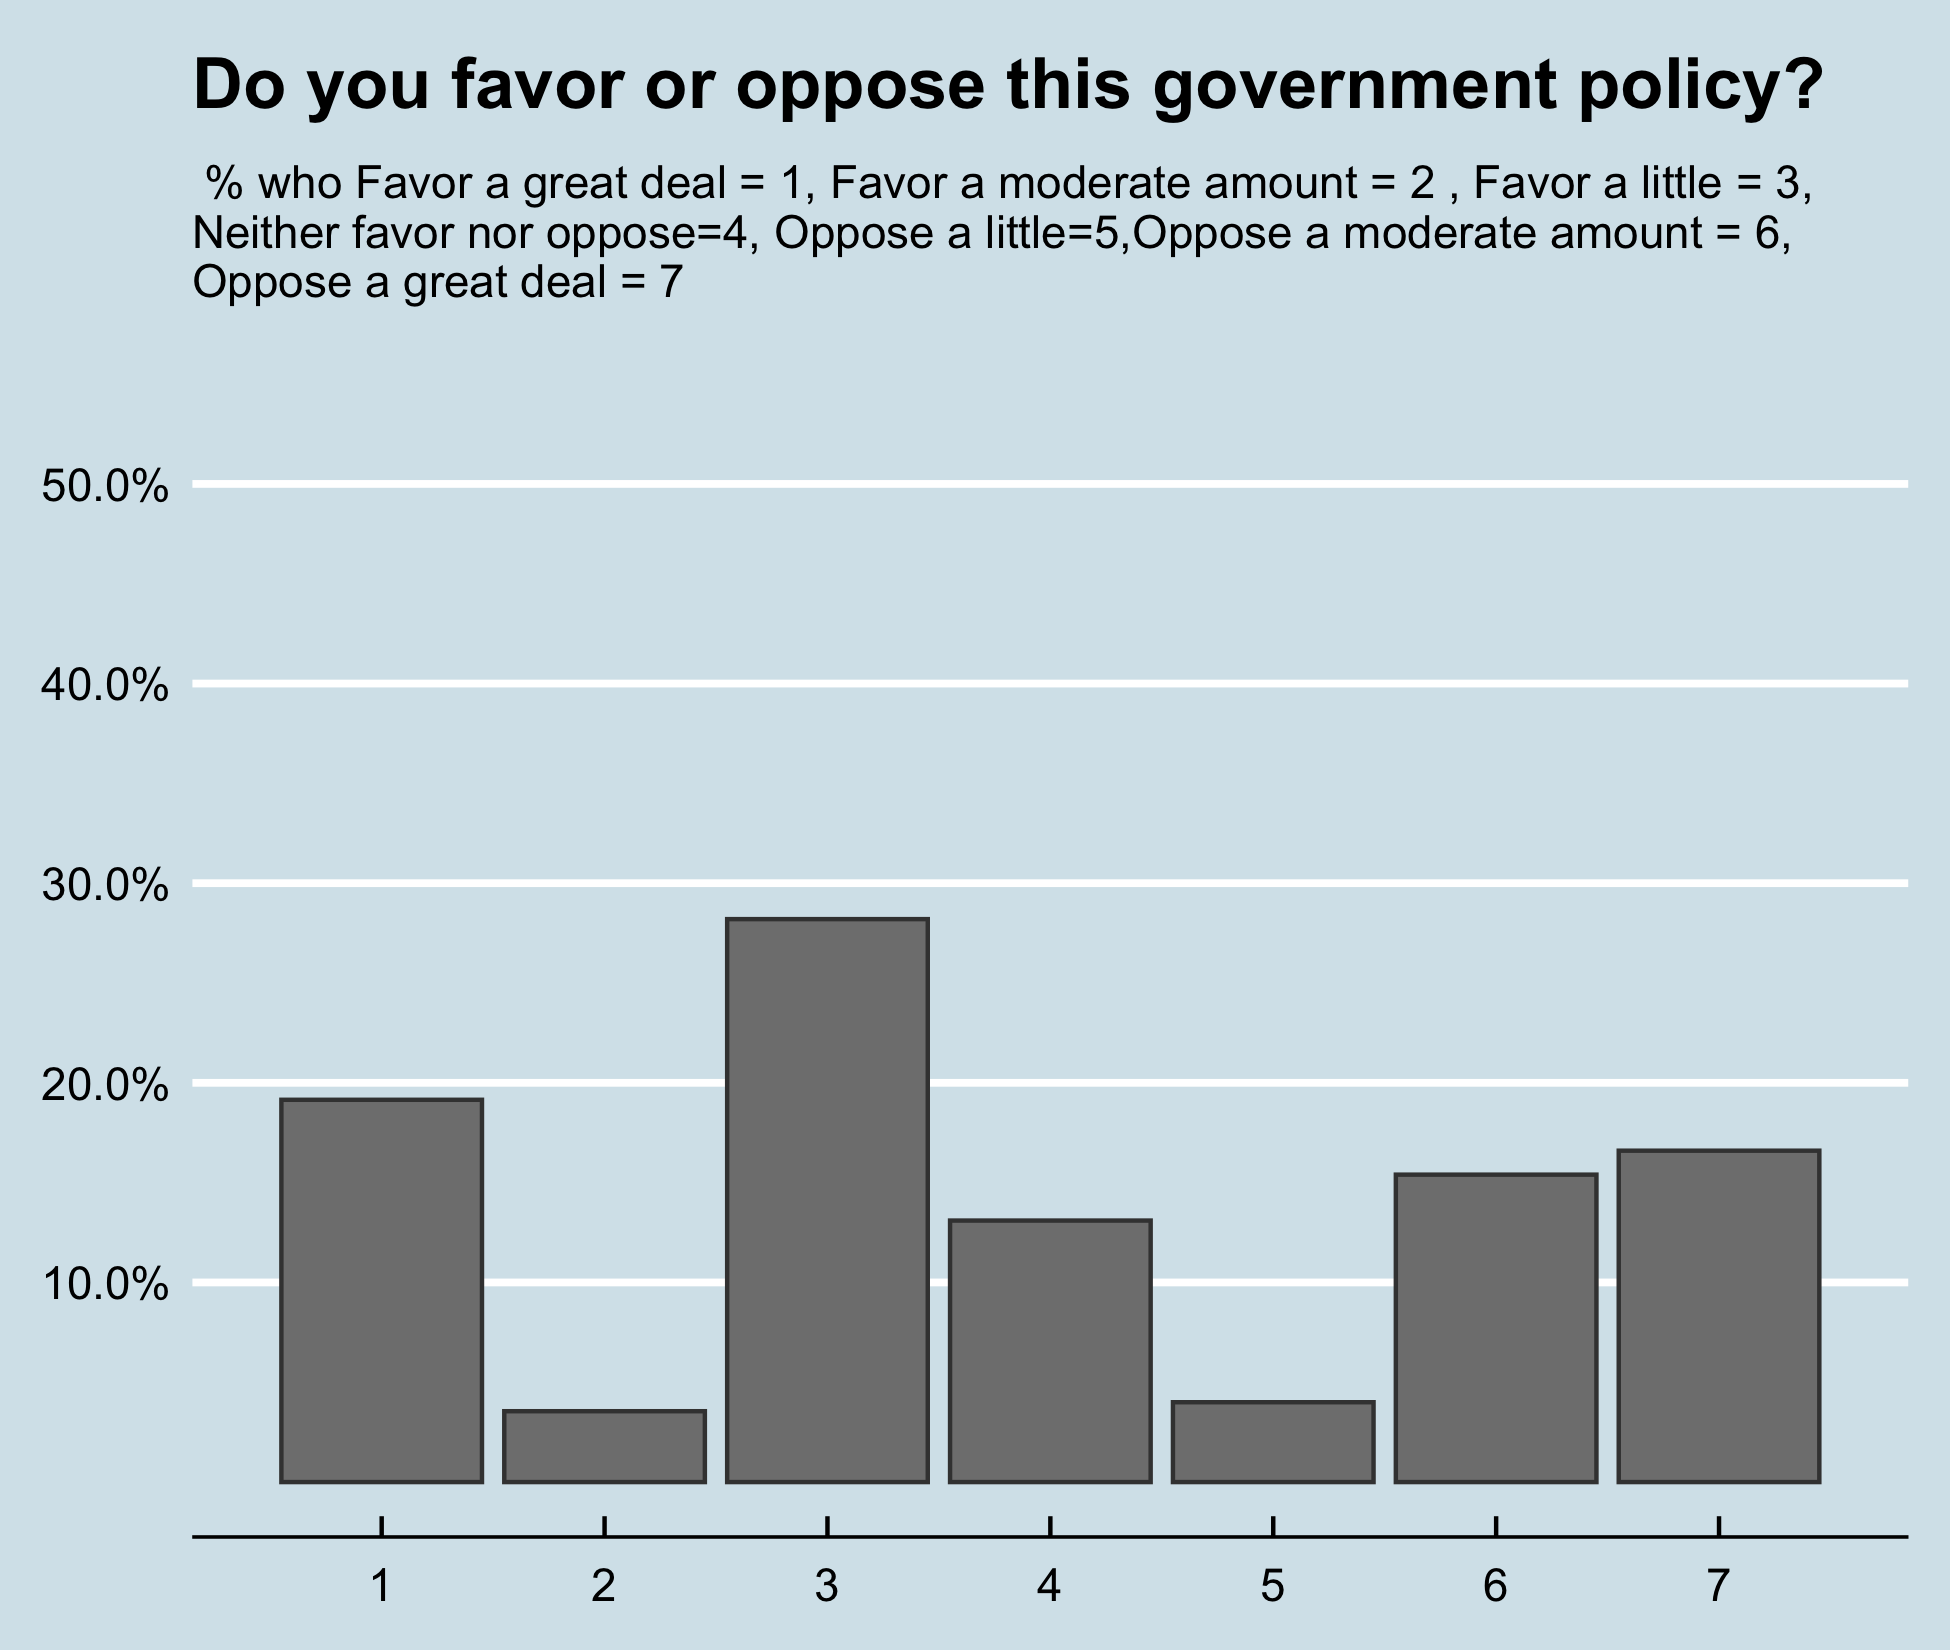 Do you favor or oppose this government policy?
% who Favor a great deal = 1, Favor a moderate amount = 2 , Favor a little = 3,
Neither favor nor oppose=4, Oppose a little=5,Oppose a moderate amount = 6,
Oppose a great deal = 7
50.0%
40.0%
30.0%
20.0%
10.0%
1 2 3 4 5 6 7